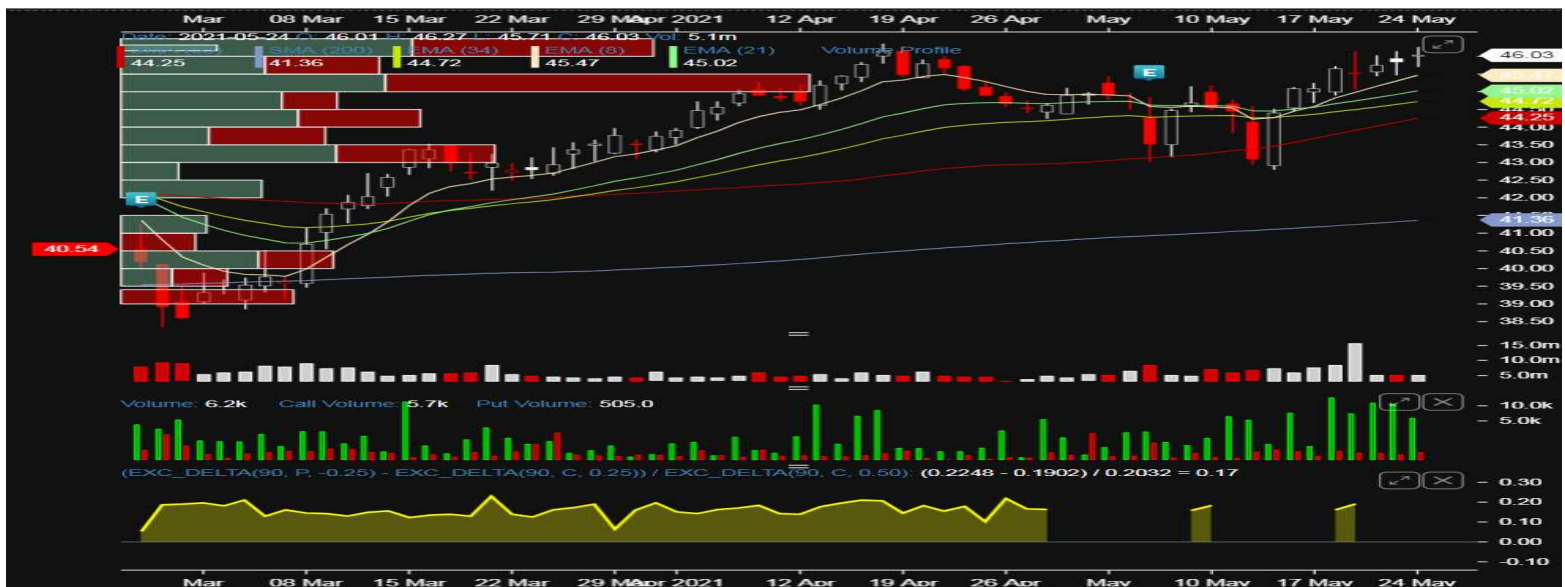 Mar 08 Mar 15 Mar 22 Mar 29 Mar Apr 2021 12 Apr 19 Apr 26 Apr May 10 May 17 May 24 May
Date: 2021-05-24 O: 46.01 H: 46.27 L: 45.71 C: 46.03 Vol: 5.1m
SMA (200) EMA (34) EMA (8) EMA (21) Volume Profile
44.25 41.36 44.72 45.47 45.02
E
E
40.54
46.03
45.47
45.02
44.72
44.50
44.25
44.00
43.50
43.00
42.50
42.00
41.36
41.00
40.50
40.00
39.50
39.00
38.50
15.0m
10.0m
5.0m
Volume: 6.2k Call Volume: 5.7k Put Volume: 505.0
10.0k
5.0k
(EXC_DELTA(90, P, -0.25) - EXC_DELTA(90, C, 0.25)) / EXC_DELTA(90, C, 0.50): (0.2248 - 0.1902) / 0.2032 = 0.17
0.30
0.20
0.10
0.00
-0.10
Mar 08 Mar 15 Mar 22 Mar 29 Mar Apr 2021 12 Apr 19 Apr 26 Apr May 10 May 17 May 24 May